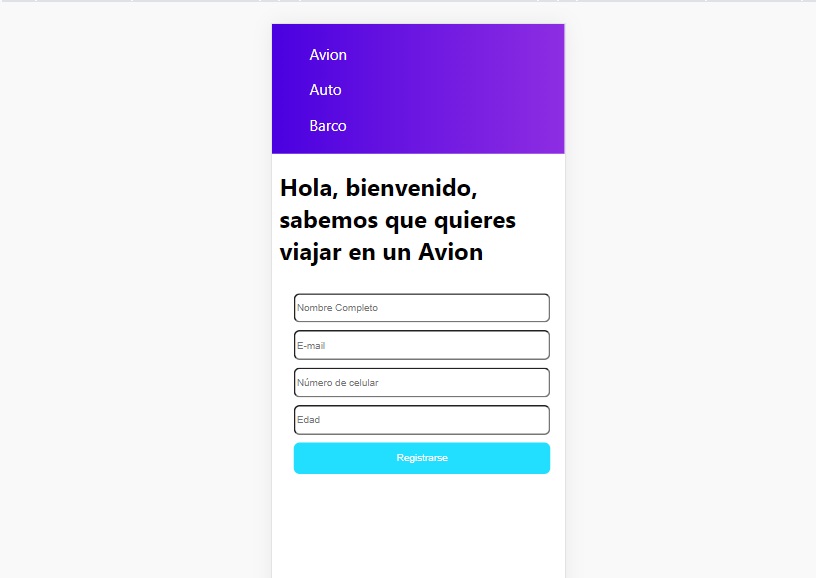 Avion
Auto
Barco
Hola, bienvenido,
sabemos que quieres
viajar en un Avion
Nombre Completo
E-mail
Número de celular
Edad
Registrarse